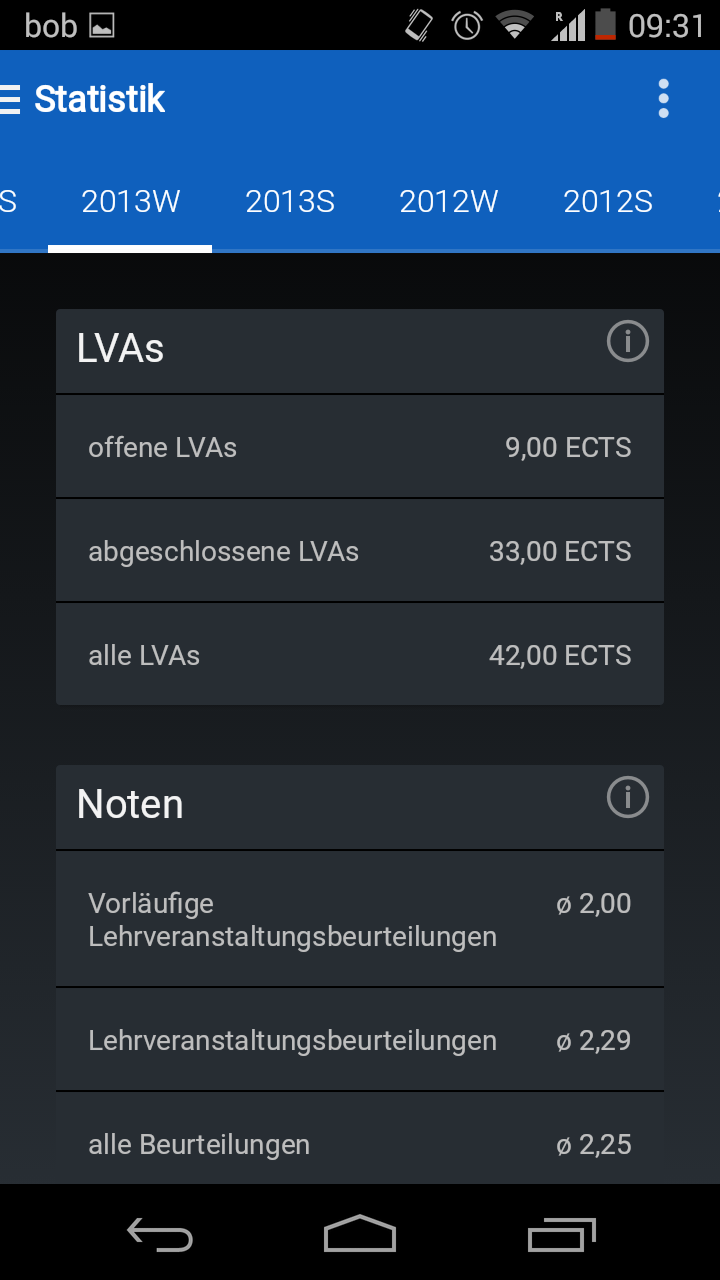 bob R 09:31
Statistik
S 2013W 2013S 2012W 2012S
LVAs
offene LVAs 9,00 ECTS
abgeschlossene LVAs 33,00 ECTS
alle LVAs 42,00 ECTS
Noten
Vorläufige ø 2,00
Lehrveranstaltungsbeurteilungen
Lehrveranstaltungsbeurteilungen ø 2,29
alle Beurteilungen ø 2,25